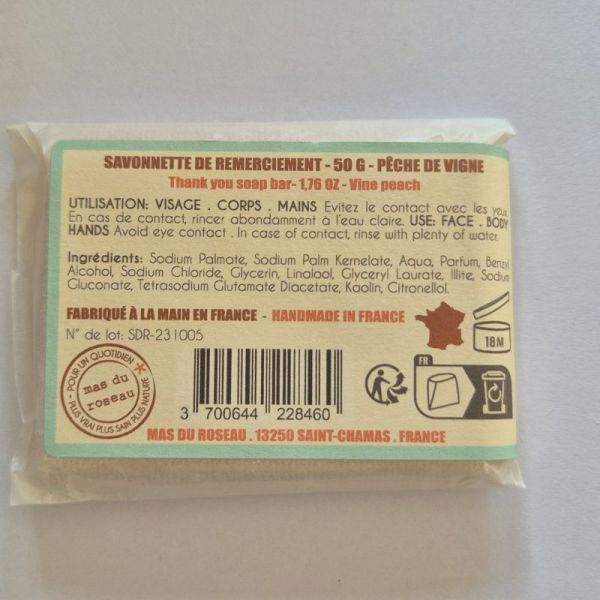 SAVONNETTE DE REMERCIEMENT - 50 G - PÊCHE DE VIGNE
Thank you soap bar- 1,76 OZ - Vine peach
UTILISATION: VISAGE . CORPS . MAINS Evitez le contact avec les yeux.
En cas de contact, rincer abondamment à l'eau claire. USE: FACE . BODY
HANDS Avoid eye contact . In case of contact, rinse with plenty of water.
Ingrédients: Sodium Palmate, Sodium Palm Kernelate, Aqua, Parfum, Benzyl
Alcohol, Sodium Chloride, Glycerin, Linalool, Glyceryl Laurate, Illite, Sodium
Gluconate, Tetrasodium Glutamate Diacetate, Kaolin, Citronellol.
FABRIQUÉ À LA MAIN EN FRANCE - HANDMADE IN FRANCE
N° de lot: SDR-231005
18M
POUR UN QUOTIDIEN
mas du
roseau
PLUS VRAI PLUS SAIN PLUS NATURE
3 700644 228460
FR
MAS DU ROSEAU . 13250 SAINT-CHAMAS . FRANCE